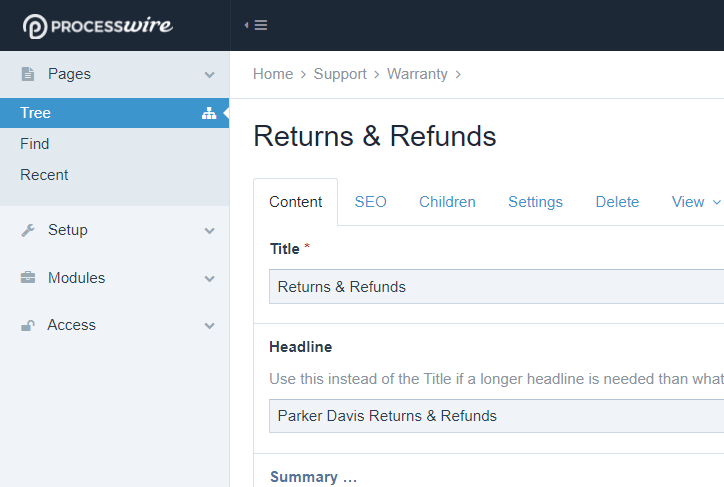 PROCESSwire
Home > Support > Warranty >
Pages
Tree
Find
Recent
Setup
Modules
Access
Returns & Refunds
Content SEO Children Settings Delete View
Title *
Returns & Refunds
Headline
Use this instead of the Title if a longer headline is needed than what
Parker Davis Returns & Refunds
Summary ...